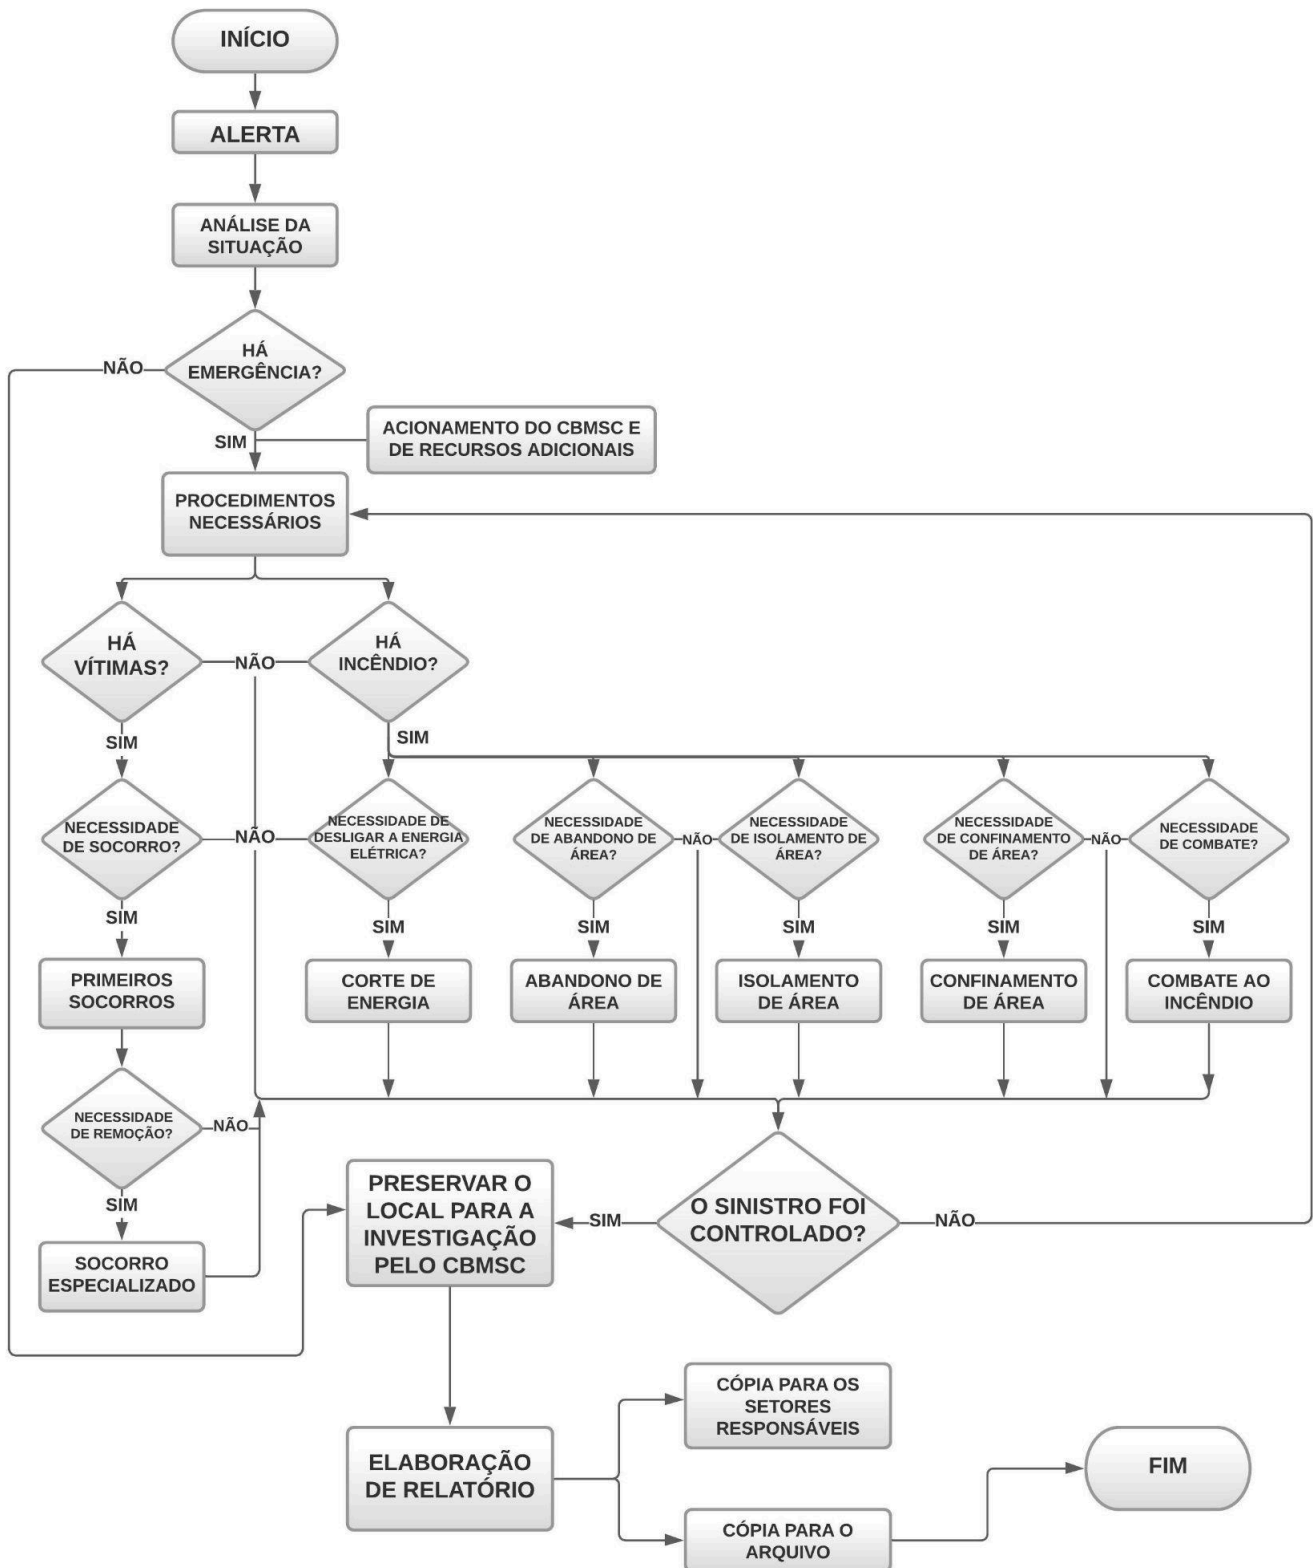 INÍCIO
ALERTA
ANÁLISE DA
SITUAÇÃO
HÁ
EMERGÊNCIA?
NÃO
SIM
ACIONAMENTO DO CBMSC E
DE RECURSOS ADICIONAIS
PROCEDIMENTOS
NECESSÁRIOS
HÁ
VÍTIMAS?
NÃO
HÁ
INCÊNDIO?
SIM
SIM
NECESSIDADE
DE SOCORRO?
NÃO
NECESSIDADE DE
DESLIGAR A ENERGIA
ELÉTRICA?
NECESSIDADE
DE ABANDONO DE
ÁREA?
NÃO
NECESSIDADE
DE ISOLAMENTO DE
ÁREA?
NECESSIDADE
DE CONFINAMENTO
DE ÁREA?
NÃO
NECESSIDADE
DE COMBATE?
SIM
SIM
SIM
SIM
SIM
SIM
PRIMEIROS
SOCORROS
CORTE DE
ENERGIA
ABANDONO DE
ÁREA
ISOLAMENTO
DE ÁREA
CONFINAMENTO
DE ÁREA
COMBATE AO
INCÊNDIO
NECESSIDADE
DE REMOÇÃO?
NÃO
SIM
SOCORRO
ESPECIALIZADO
PRESERVAR O
LOCAL PARA A
INVESTIGAÇÃO
PELO CBMSC
SIM
O SINISTRO FOI
CONTROLADO?
NÃO
ELABORAÇÃO
DE RELATÓRIO
CÓPIA PARA OS
SETORES
RESPONSÁVEIS
CÓPIA PARA O
ARQUIVO
FIM